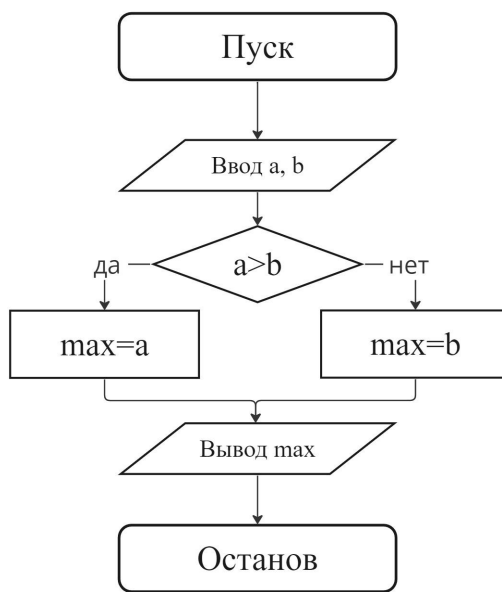 Пуск
Ввод a, b
a>b
да
нет
max=a
max=b
Вывод max
Останов